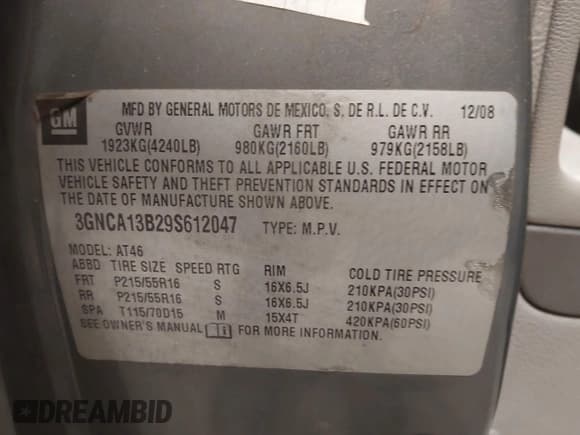 GM
MFD BY GENERAL MOTORS DE MEXICO, S. DE R.L. DE C.V. 12/08
GVWR GAWR FRT GAWR RR
1923KG(4240LB) 980KG(2160LB) 979KG(2158LB)
THIS VEHICLE CONFORMS TO ALL APPLICABLE U.S. FEDERAL MOTOR
VEHICLE SAFETY AND THEFT PREVENTION STANDARDS IN EFFECT ON
THE DATE OF MANUFACTURE SHOWN ABOVE.
3GNCA13B29S612047 TYPE: M.P.V.
MODEL: AT46
ABBD TIRE SIZE SPEED RTG RIM COLD TIRE PRESSURE
FRT P215/55R16 S 16X6.5J 210KPA(30PSI)
RR P215/55R16 S 16X6.5J 210KPA(30PSI)
SPA T115/70D15 M 15X4T 420KPA(60PSI)
SEE OWNER'S MANUAL FOR MORE INFORMATION
DREAMBID